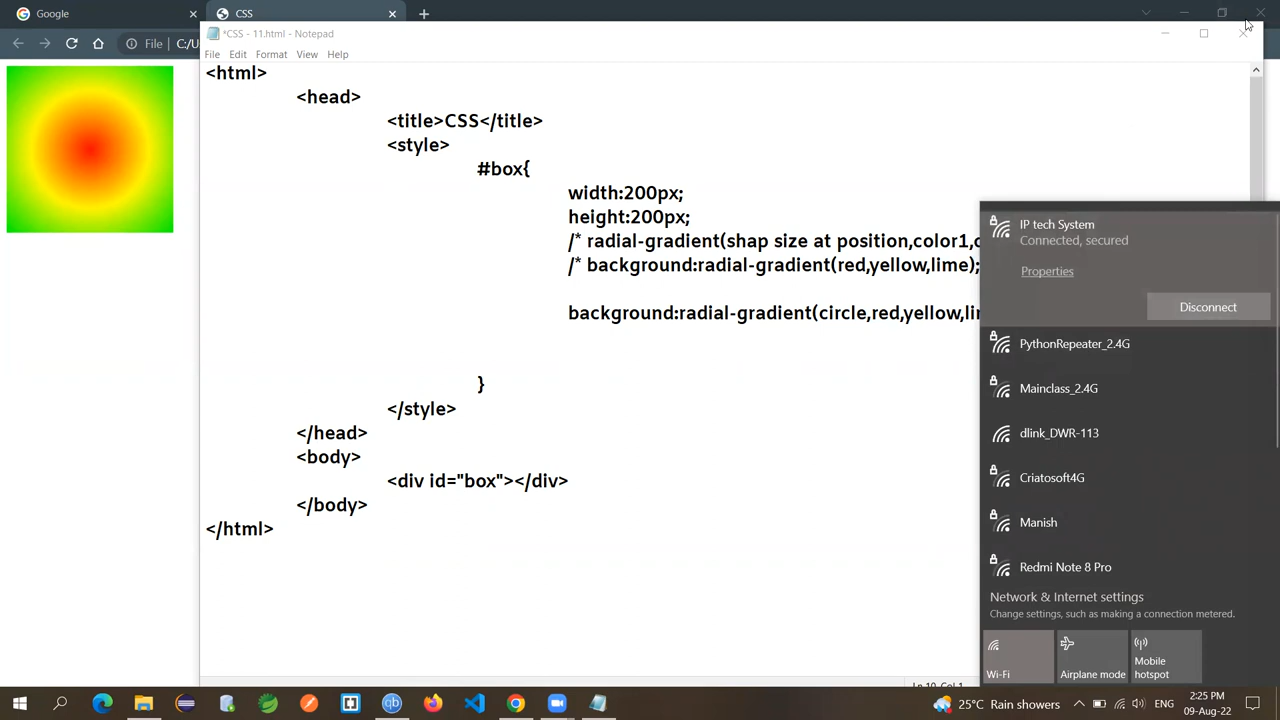 Google
CSS
*CSS - 11.html - Notepad
File C:/U
File Edit Format View Help
<html>
<head>
<title>CSS</title>
<style>
#box{
width:200px;
height:200px;
/* radial-gradient(shap size at position,color1,
/* background:radial-gradient(red,yellow,lime);
background:radial-gradient(circle,red,yellow,lin
}
</style>
</head>
<body>
<div id="box"></div>
</body>
</html>
IP tech System
Connected, secured
Properties
Disconnect
PythonRepeater_2.4G
Mainclass_2.4G
dlink_DWR-113
Criatosoft4G
Manish
Redmi Note 8 Pro
Network & Internet settings
Change settings, such as making a connection metered.
Wi-Fi
Airplane mode
Mobile hotspot
25°C Rain showers
ENG
2:25 PM
09-Aug-22